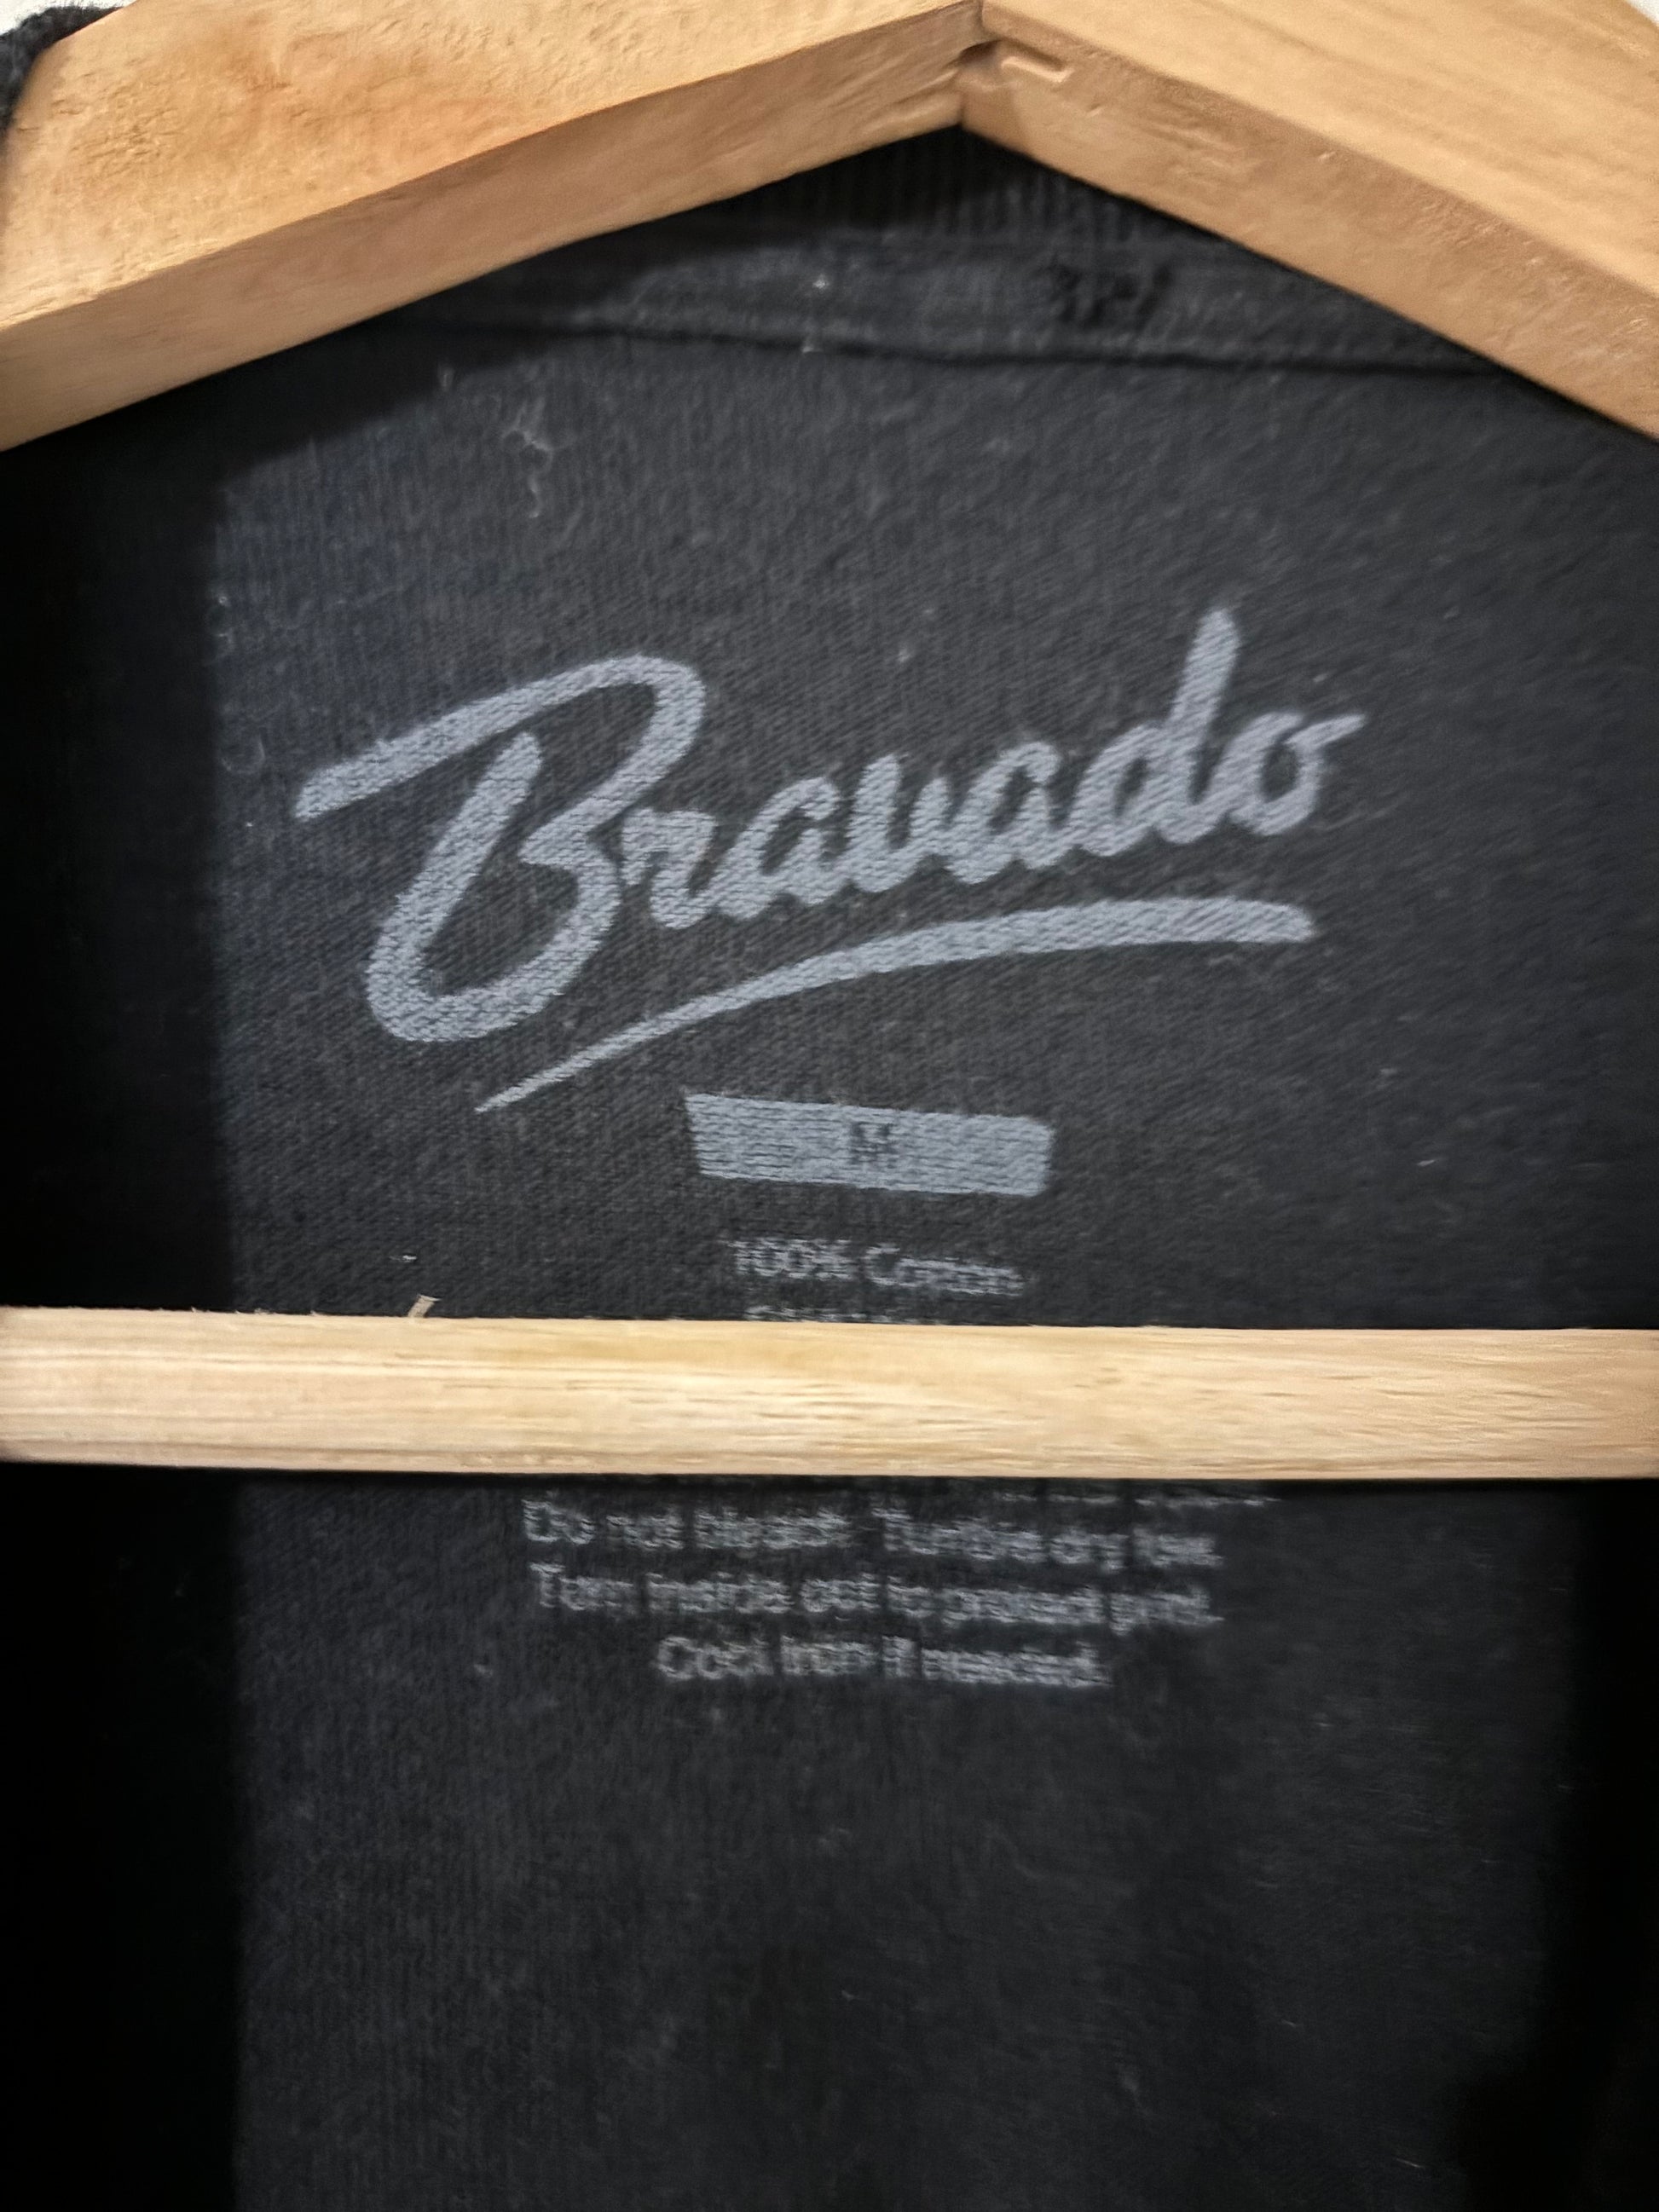 Bravado
M
100% Cotton
Do not bleach. Tumble dry low.
Turn inside out to protect print.
Cool iron if needed.